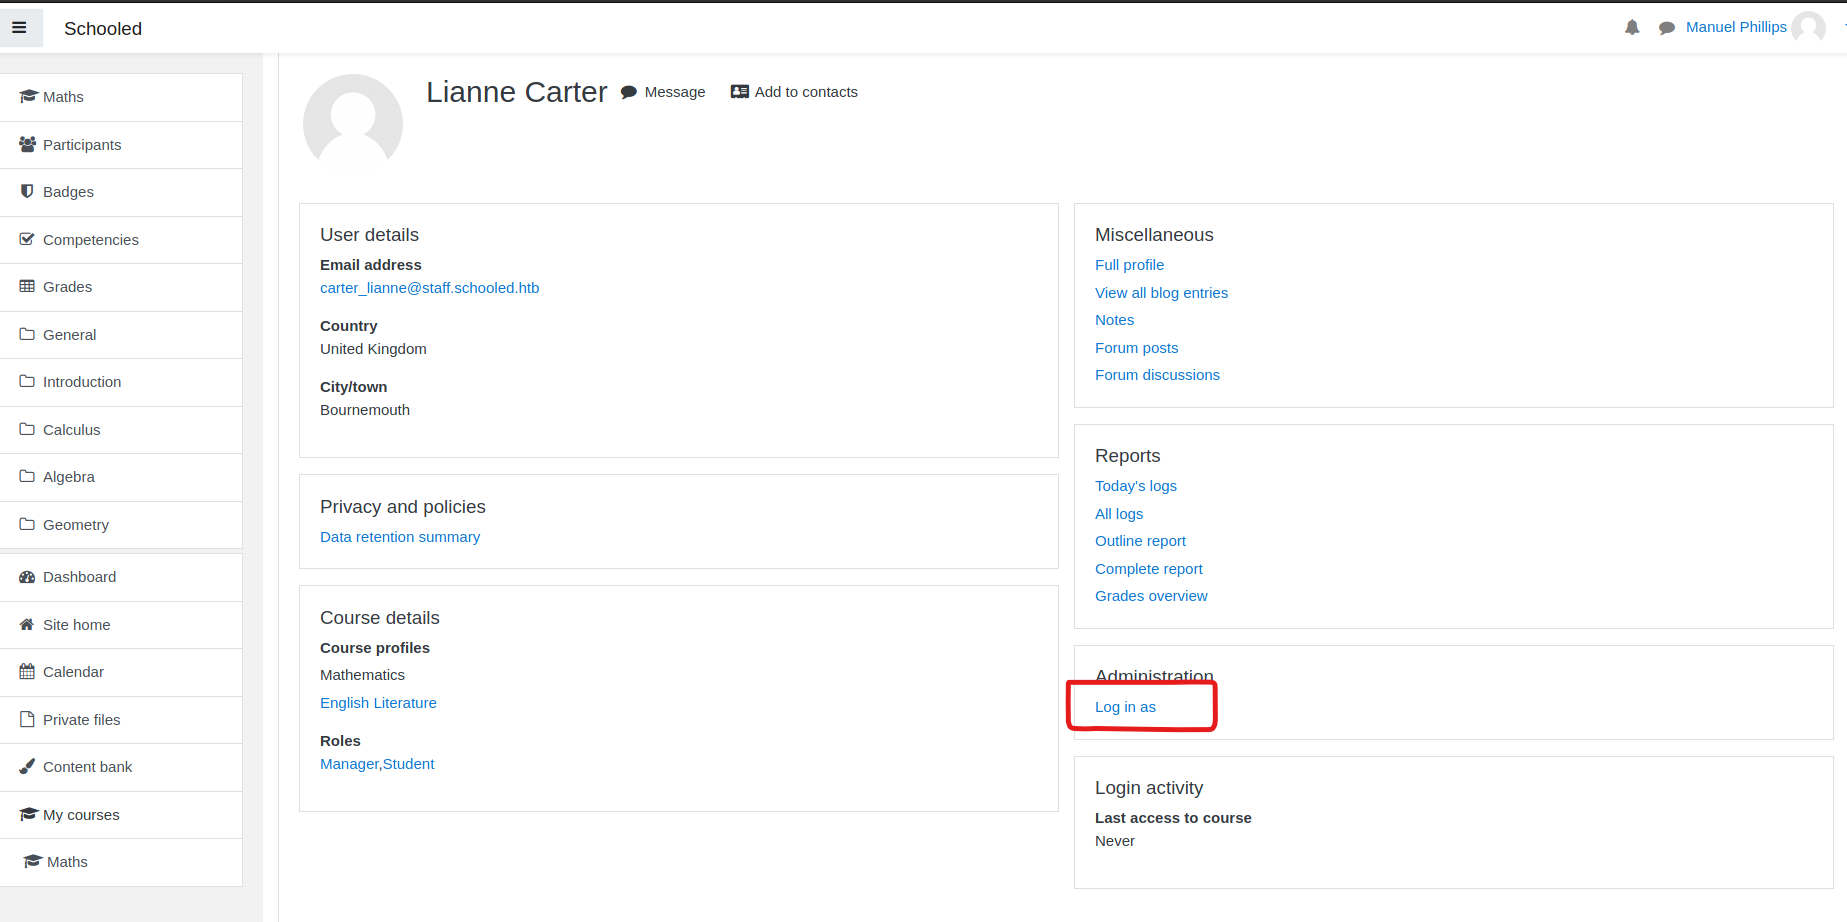 Schooled
Manuel Phillips
Maths
Participants
Badges
Competencies
Grades
General
Introduction
Calculus
Algebra
Geometry
Dashboard
Site home
Calendar
Private files
Content bank
My courses
Maths
Lianne Carter
Message
Add to contacts
User details
Email address
carter_lianne@staff.schooled.htb
Country
United Kingdom
City/town
Bournemouth
Privacy and policies
Data retention summary
Course details
Course profiles
Mathematics
English Literature
Roles
Manager,Student
Miscellaneous
Full profile
View all blog entries
Notes
Forum posts
Forum discussions
Reports
Today's logs
All logs
Outline report
Complete report
Grades overview
Administration
Log in as
Login activity
Last access to course
Never